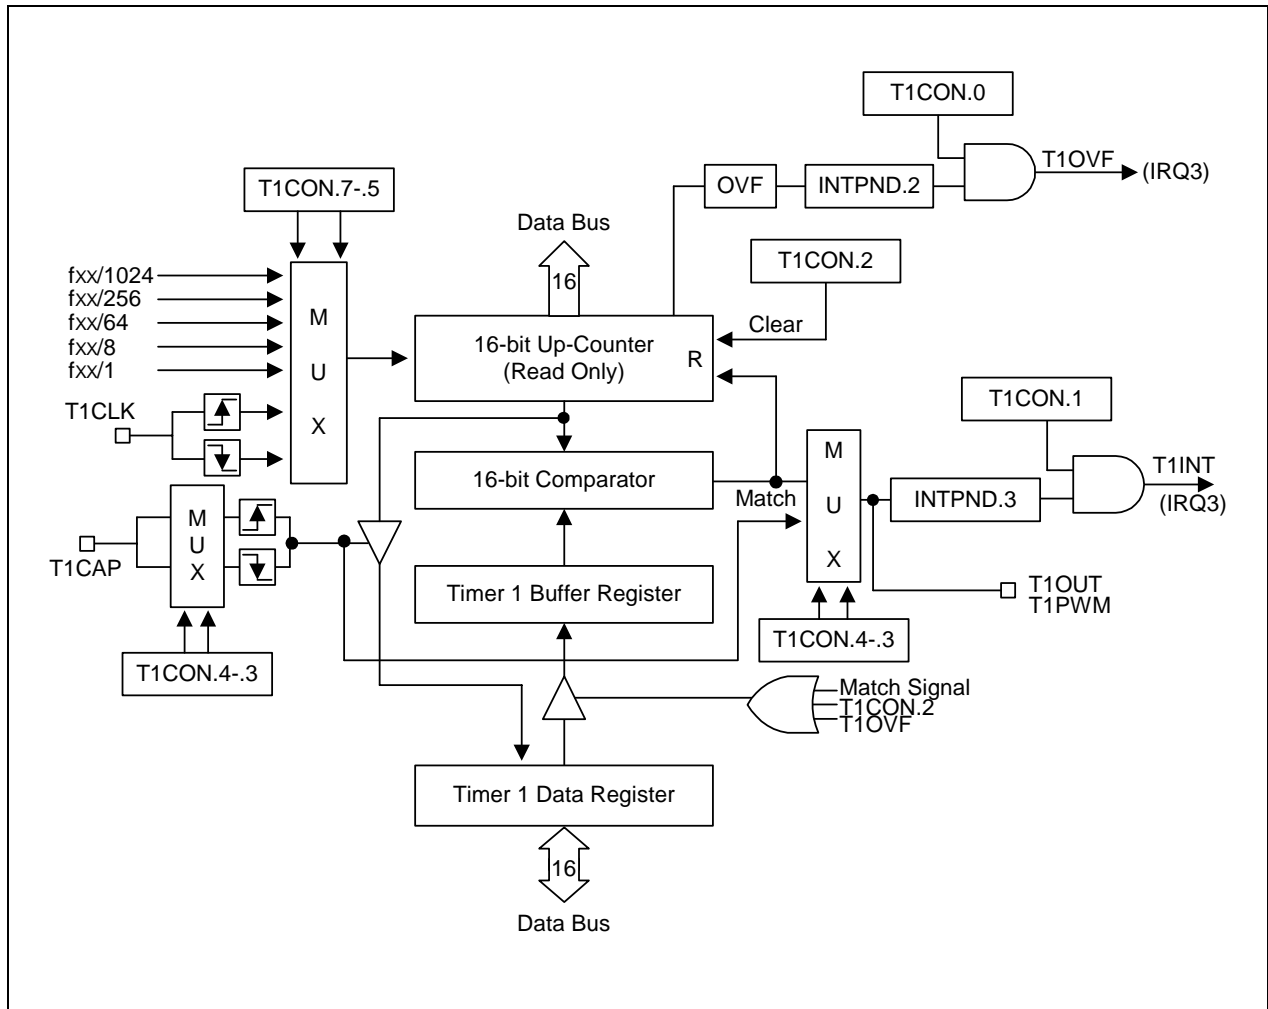 T1CON.0
T1OVF
(IRQ3)
OVF
INTPND.2
T1CON.7-.5
Data Bus
16
T1CON.2
fxx/1024
fxx/256
fxx/64
fxx/8
fxx/1
M
U
X
16-bit Up-Counter
(Read Only)
R
Clear
T1CLK
T1CON.1
16-bit Comparator
Match
M
U
X
INTPND.3
T1INT
(IRQ3)
T1CAP
M
U
X
Timer 1 Buffer Register
T1OUT
T1PWM
T1CON.4-.3
T1CON.4-.3
Match Signal
T1CON.2
T1OVF
Timer 1 Data Register
16
Data Bus